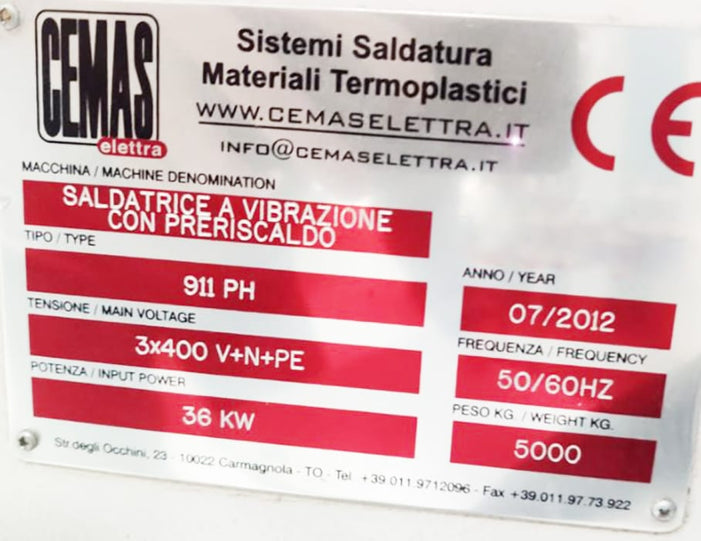 CEMAS
elettra
Sistemi Saldatura
Materiali Termoplastici
WWW.CEMASELETTRA.IT
INFO@CEMASELETTRA.IT
CE
MACCHINA / MACHINE DENOMINATION
SALDATRICE A VIBRAZIONE
CON PRERISCALDO
TIPO / TYPE
911 PH
ANNO / YEAR
07/2012
TENSIONE / MAIN VOLTAGE
3x400 V+N+PE
FREQUENZA / FREQUENCY
50/60HZ
POTENZA / INPUT POWER
36 KW
PESO KG. / WEIGHT KG.
5000
Str.degli Occhini, 23 - 10022 Carmagnola - TO - Tel. +39.011.9712096 - Fax +39.011.97.73.922